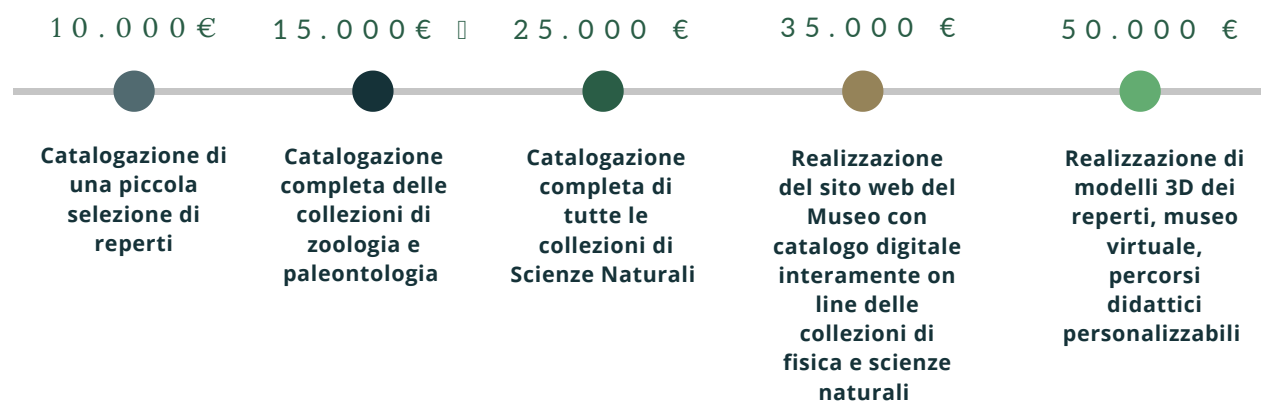 10.000€
15.000€
25.000 €
35.000 €
50.000 €
Catalogazione di
una piccola
selezione di
reperti
Catalogazione
completa delle
collezioni di
zoologia e
paleontologia
Catalogazione
completa di
tutte le
collezioni di
Scienze Naturali
Realizzazione
del sito web del
Museo con
catalogo digitale
interamente on
line delle
collezioni di
fisica e scienze
naturali
Realizzazione di
modelli 3D dei
reperti, museo
virtuale,
percorsi
didattici
personalizzabili